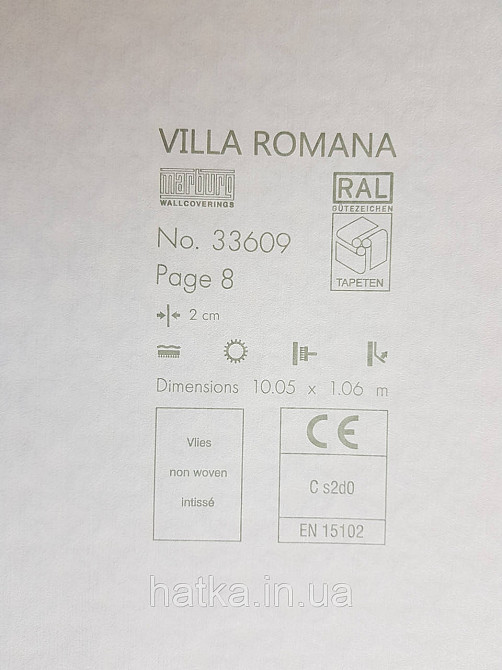 VILLA ROMANA
marburg
WALLCOVERINGS
RAL
GÜTEZEICHEN
TAPETEN
No. 33609
Page 8
2 cm
Dimensions 10.05 x 1.06 m
Vlies
non woven
intissé
CE
C s2d0
EN 15102
hatka.in.ua